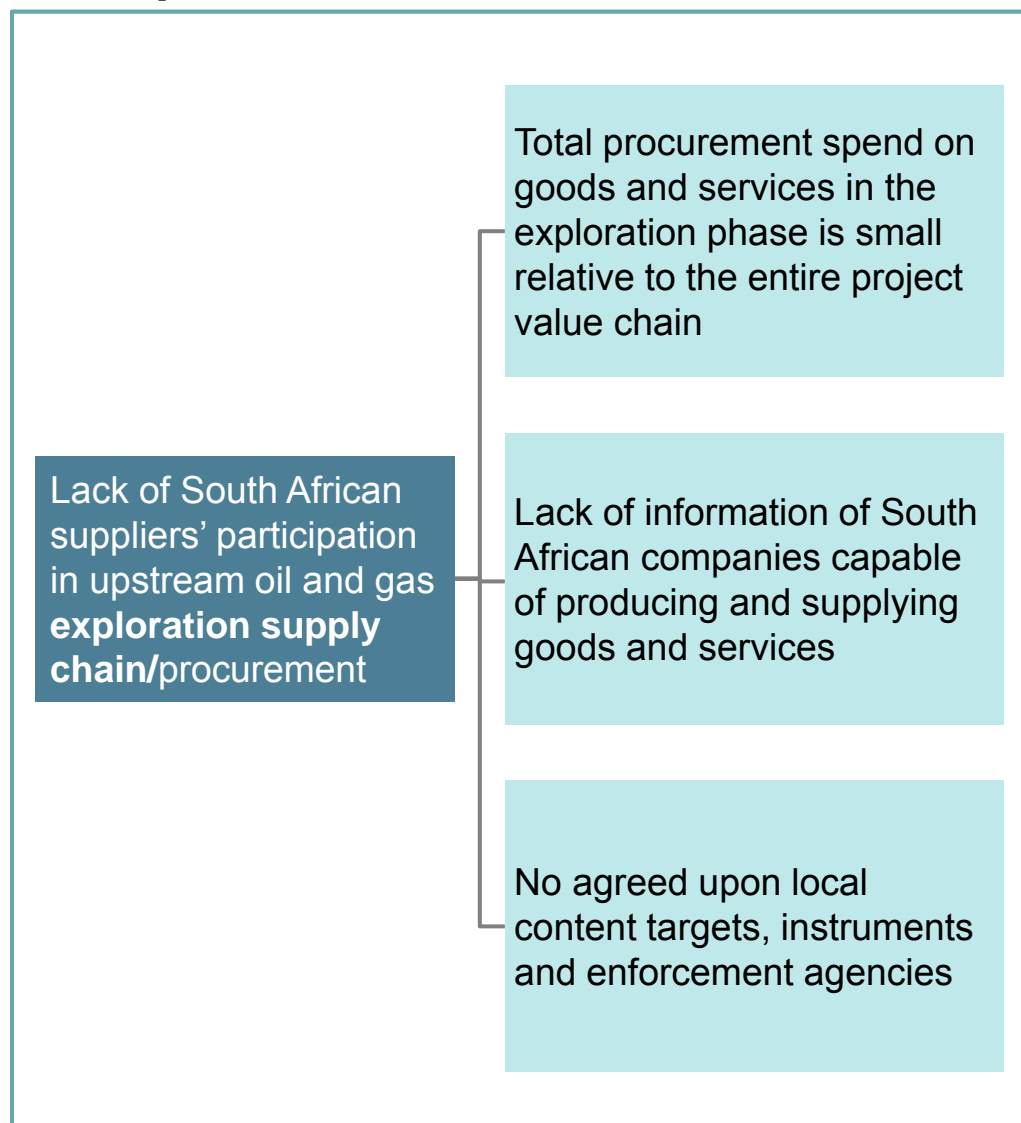 Lack of South African
suppliers’ participation
in upstream oil and gas
exploration supply
chain/procurement
Total procurement spend on
goods and services in the
exploration phase is small
relative to the entire project
value chain
Lack of information of South
African companies capable
of producing and supplying
goods and services
No agreed upon local
content targets, instruments
and enforcement agencies